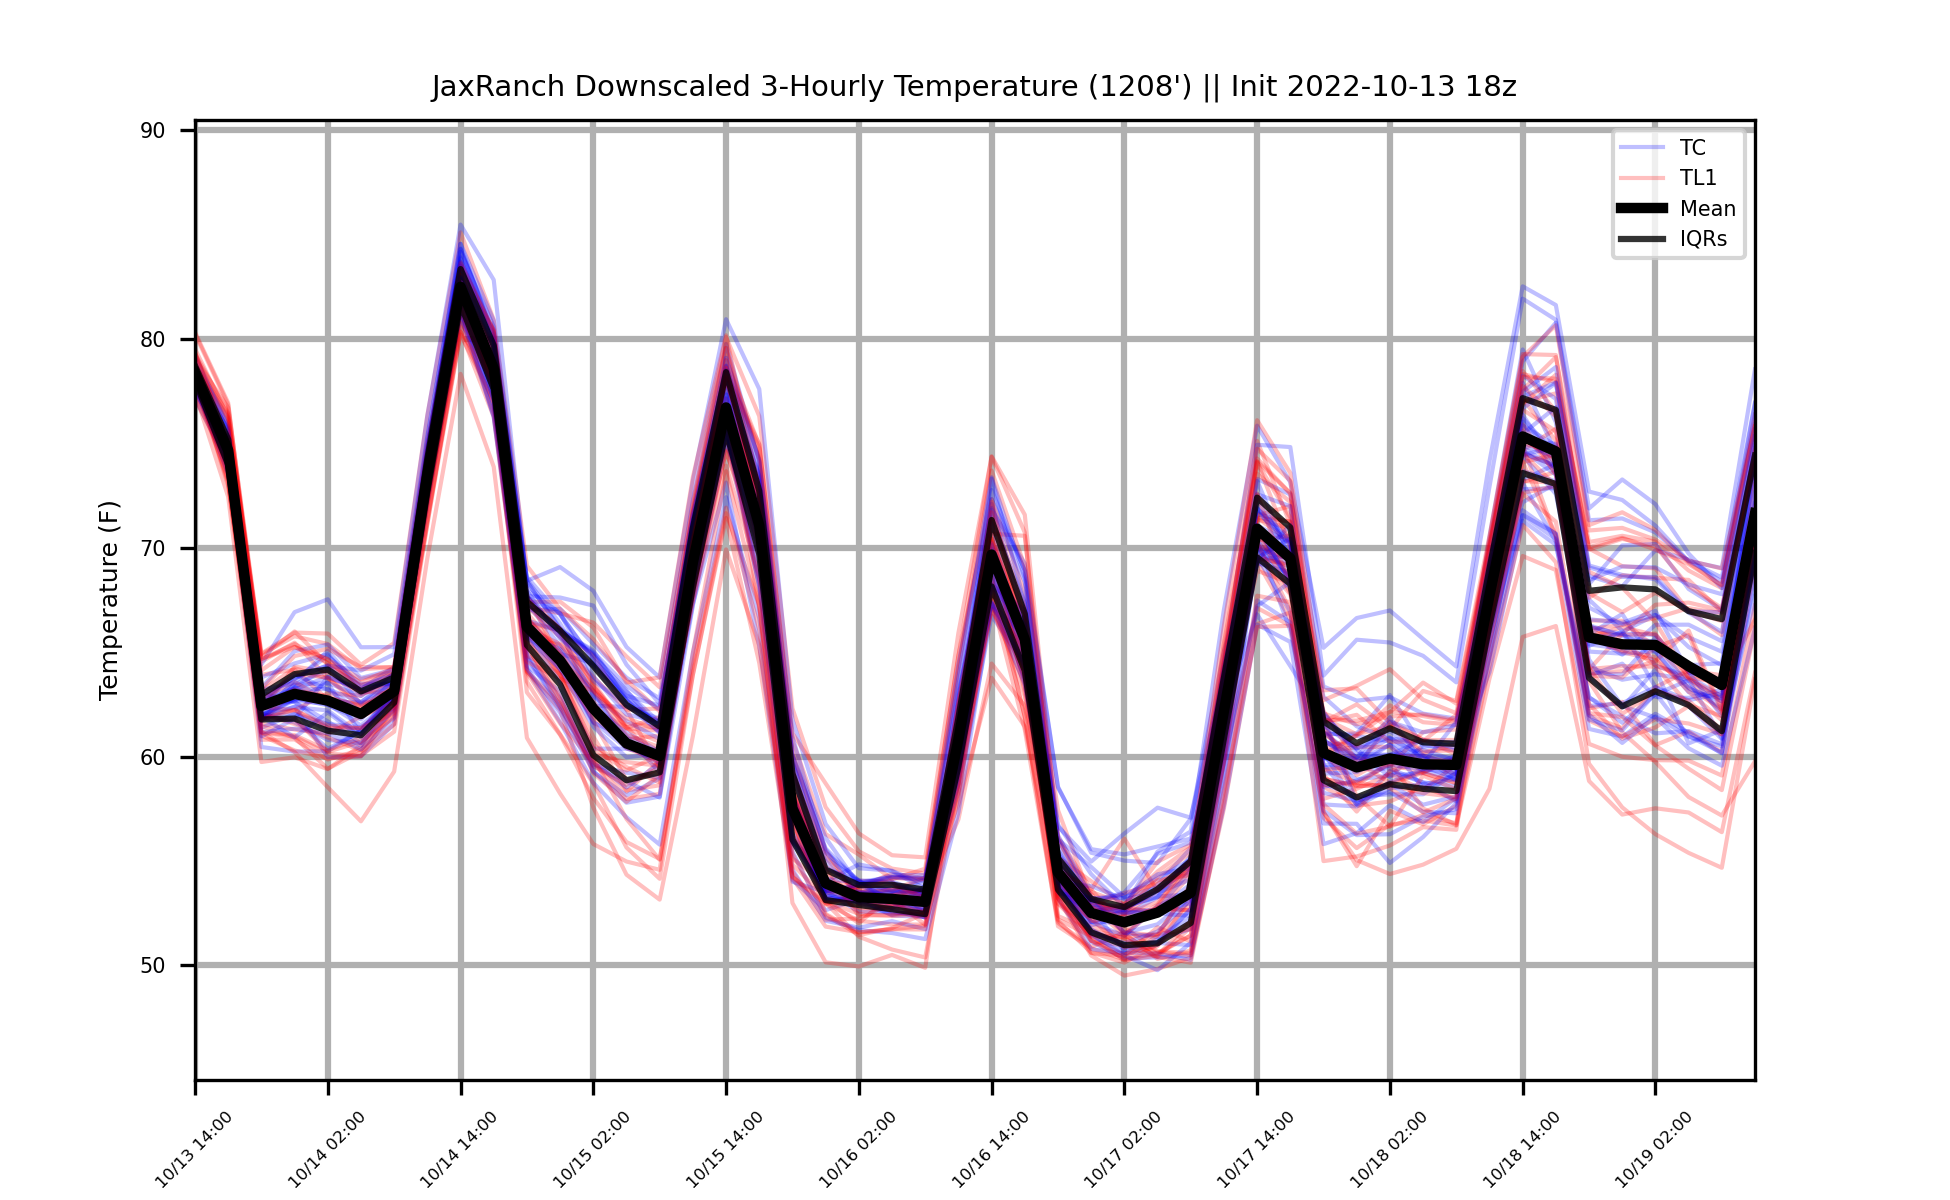 JaxRanch Downscaled 3-Hourly Temperature (1208') || Init 2022-10-13 18z
TC
TL1
Mean
IQRs
Temperature (F)
90
80
70
60
50
10/13 14:00
10/14 02:00
10/14 14:00
10/15 02:00
10/15 14:00
10/16 02:00
10/16 14:00
10/17 02:00
10/17 14:00
10/18 02:00
10/18 14:00
10/19 02:00